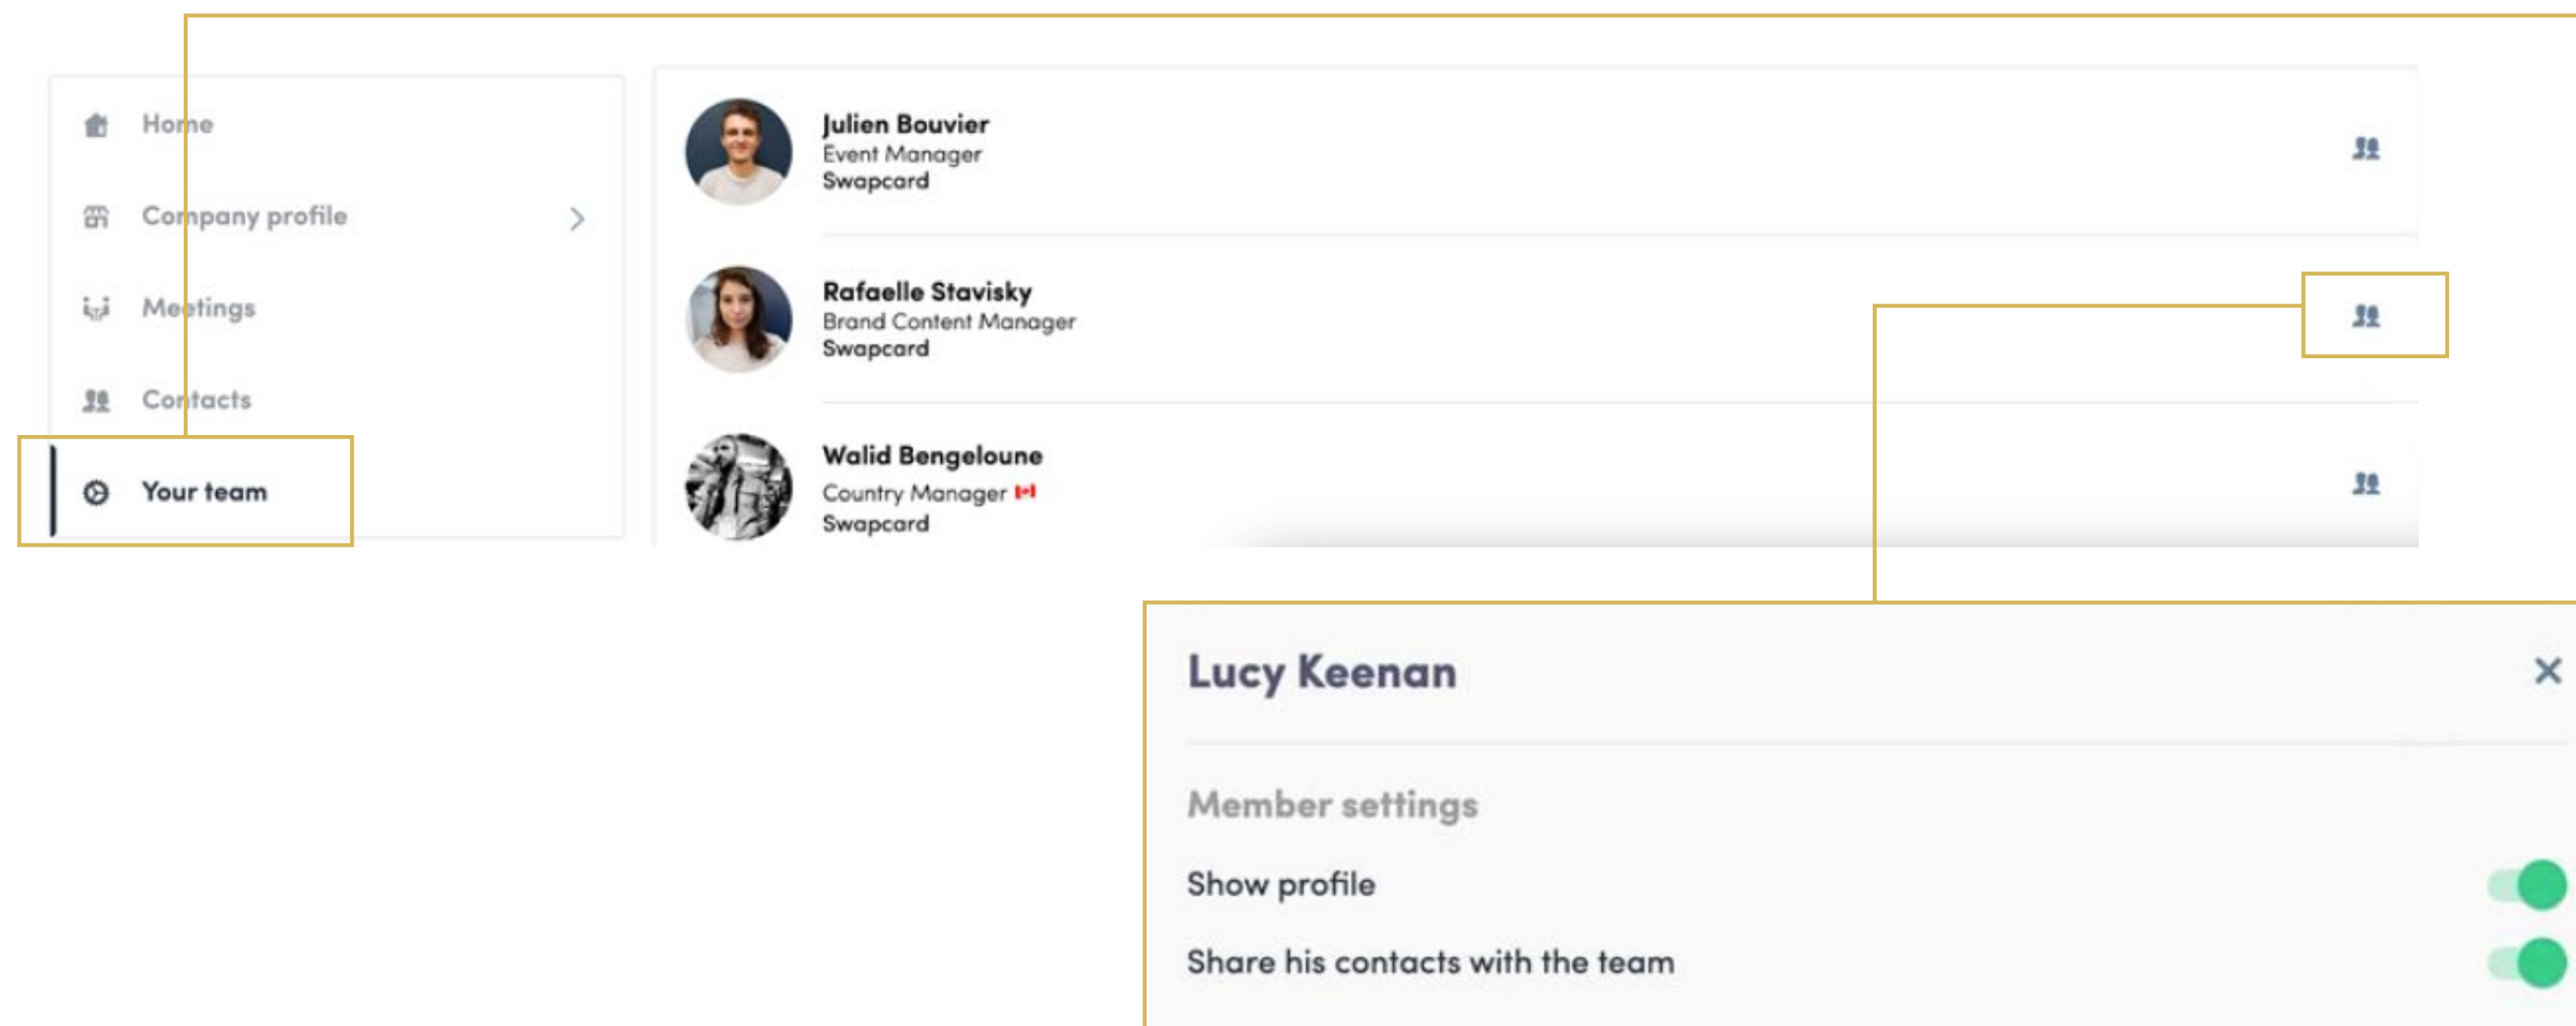 Home
Company profile
Meetings
Contacts
Your team
Julien Bouvier
Event Manager
Swapcard
Rafaelle Stavisky
Brand Content Manager
Swapcard
Walid Bengeloune
Country Manager 🇨🇦
Swapcard
Lucy Keenan
Member settings
Show profile
Share his contacts with the team